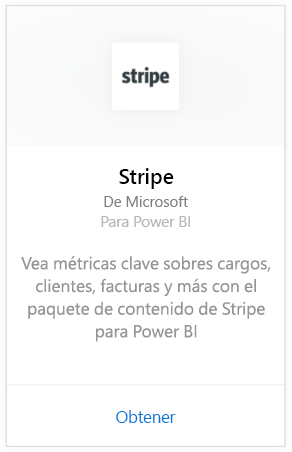 stripe
Stripe
De Microsoft
Para Power BI
Vea métricas clave sobre cargos,
clientes, facturas y más con el
paquete de contenido de Stripe
para Power BI
Obtener